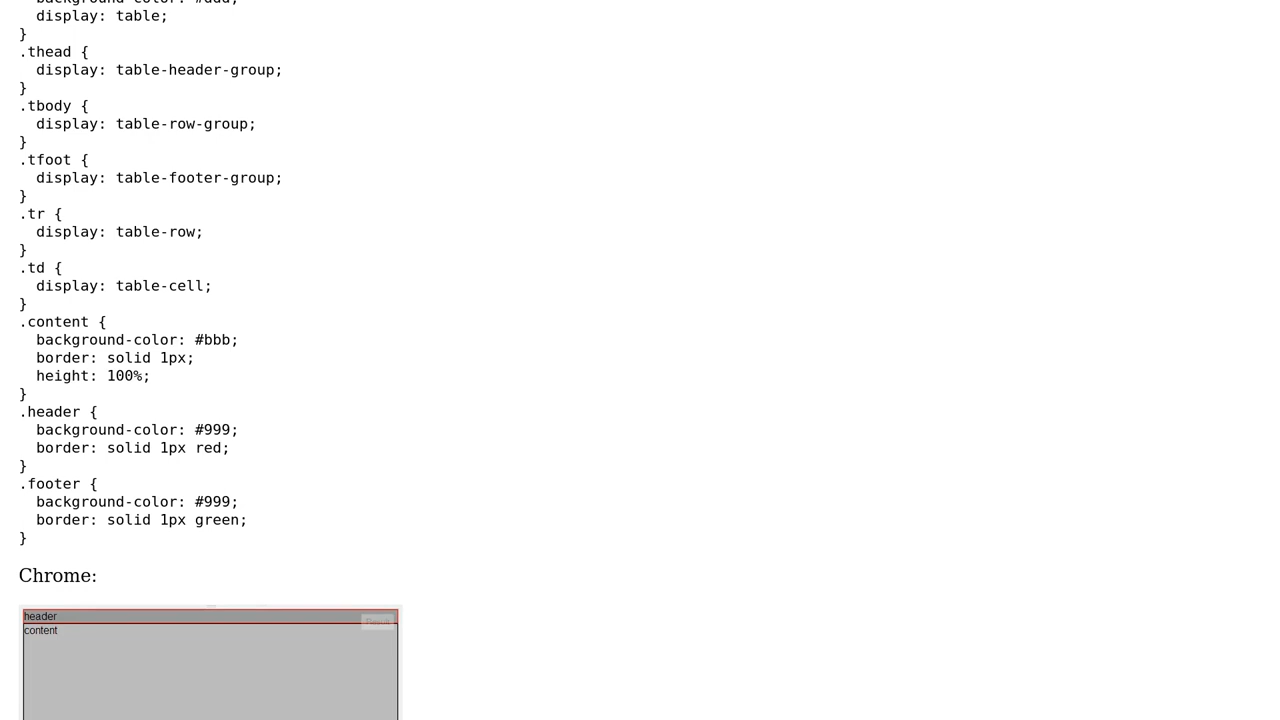 display: table;
}
.thead {
  display: table-header-group;
}
.tbody {
  display: table-row-group;
}
.tfoot {
  display: table-footer-group;
}
.tr {
  display: table-row;
}
.td {
  display: table-cell;
}
.content {
  background-color: #bbb;
  border: solid 1px;
  height: 100%;
}
.header {
  background-color: #999;
  border: solid 1px red;
}
.footer {
  background-color: #999;
  border: solid 1px green;
}
Chrome:
header
Result
content